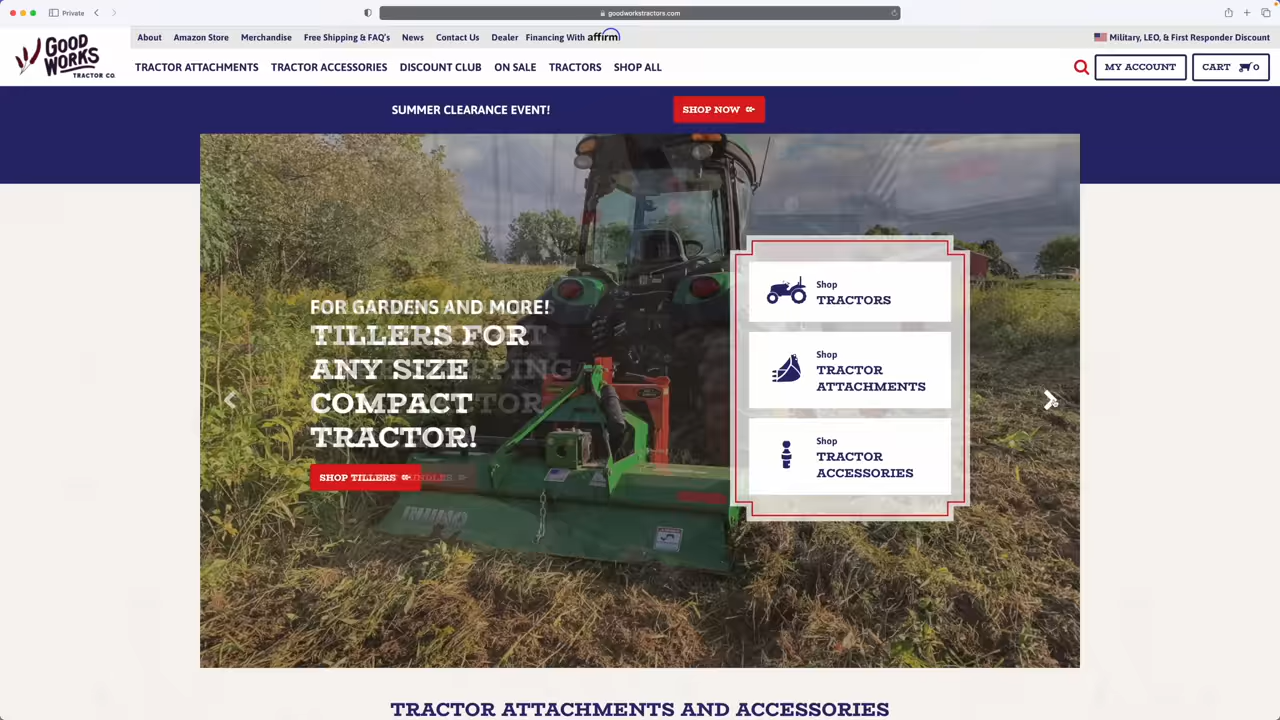 Private
goodworkstractors.com
GOOD
WORKS
TRACTOR CO.
About Amazon Store Merchandise Free Shipping & FAQ's News Contact Us Dealer Financing With affirm
Military, LEO, & First Responder Discount
TRACTOR ATTACHMENTS TRACTOR ACCESSORIES DISCOUNT CLUB ON SALE TRACTORS SHOP ALL
MY ACCOUNT
CART 0
SUMMER CLEARANCE EVENT!
SHOP NOW
FOR GARDENS AND MORE!
TILLERS FOR
ANY SIZE
COMPACT
TRACTOR!
SHOP TILLERS
Shop
TRACTORS
Shop
TRACTOR
ATTACHMENTS
Shop
TRACTOR
ACCESSORIES
TRACTOR ATTACHMENTS AND ACCESSORIES